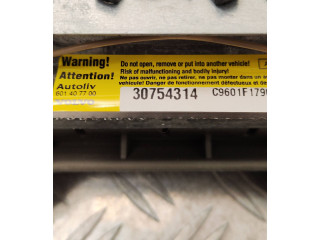 Warning!
Attention!
Autoliv
601 40 77 00
Do not open, remove or put into another vehicle!
Risk of malfunctioning and bodily injury!
Ne pas ouvrir, ne pas retirer, ne pas monter dans un
véhicule! Danger de fonctionnement défectueux et de
30754314 C9601F179